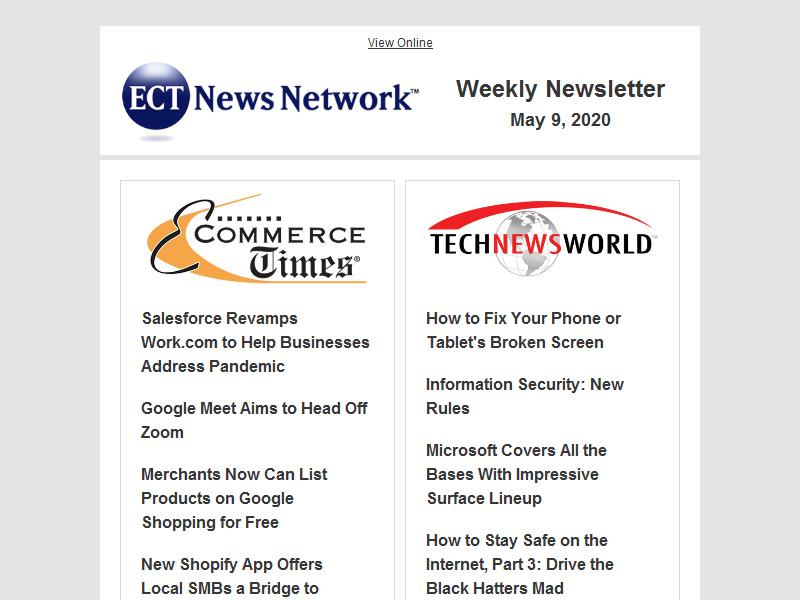 View Online
ECT News Network™
Weekly Newsletter
May 9, 2020
E COMMERCE
Times®
TECHNEWSWORLD™
Salesforce Revamps
Work.com to Help Businesses
Address Pandemic
Google Meet Aims to Head Off
Zoom
Merchants Now Can List
Products on Google
Shopping for Free
New Shopify App Offers
Local SMBs a Bridge to
How to Fix Your Phone or
Tablet's Broken Screen
Information Security: New
Rules
Microsoft Covers All the
Bases With Impressive
Surface Lineup
How to Stay Safe on the
Internet, Part 3: Drive the
Black Hatters Mad